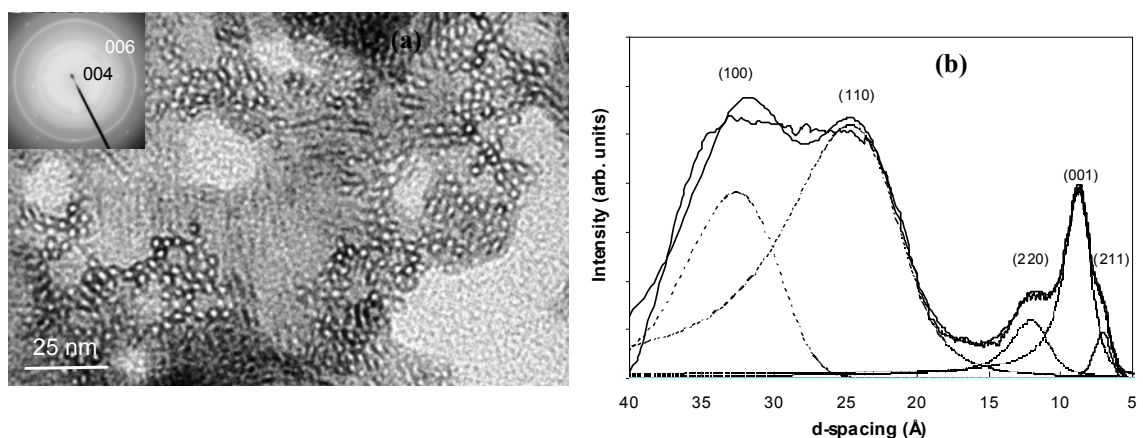 006
004
(a)
25 nm
(b)
(100)
(110)
(001)
(220)
(211)
Intensity (arb. units)
40 35 30 25 20 15 10 5
d-spacing (Å)